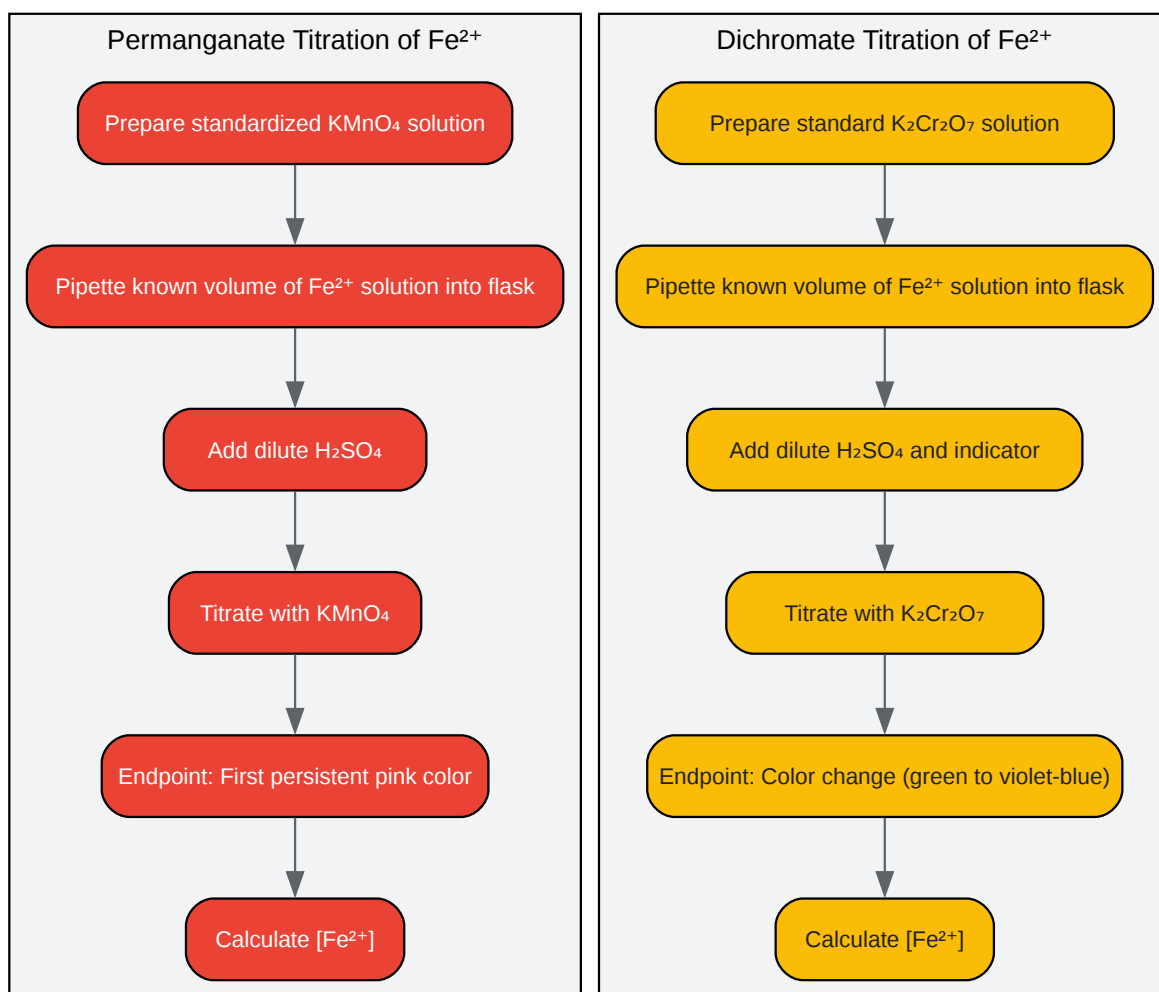 Permanganate Titration of Fe²⁺
Prepare standardized KMnO₄ solution
Pipette known volume of Fe²⁺ solution into flask
Add dilute H₂SO₄
Titrate with KMnO₄
Endpoint: First persistent pink color
Calculate [Fe²⁺]
Dichromate Titration of Fe²⁺
Prepare standard K₂Cr₂O₇ solution
Pipette known volume of Fe²⁺ solution into flask
Add dilute H₂SO₄ and indicator
Titrate with K₂Cr₂O₇
Endpoint: Color change (green to violet-blue)
Calculate [Fe²⁺]